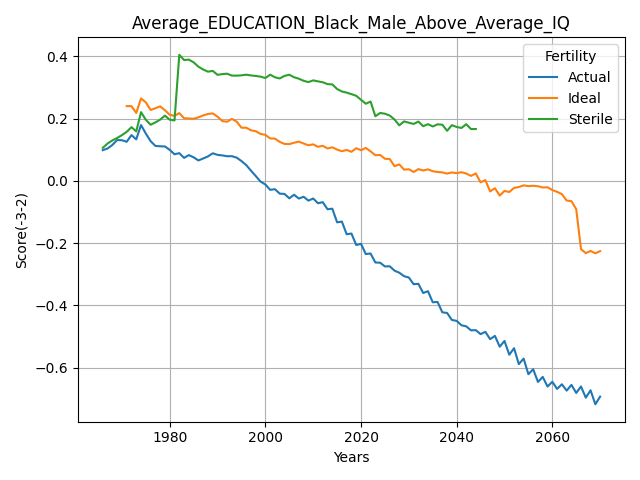 Average_EDUCATION_Black_Male_Above_Average_IQ
Fertility
Actual
Ideal
Sterile
Score(-3-2)
0.4
0.2
0.0
−0.2
−0.4
−0.6
1980 2000 2020 2040 2060
Years